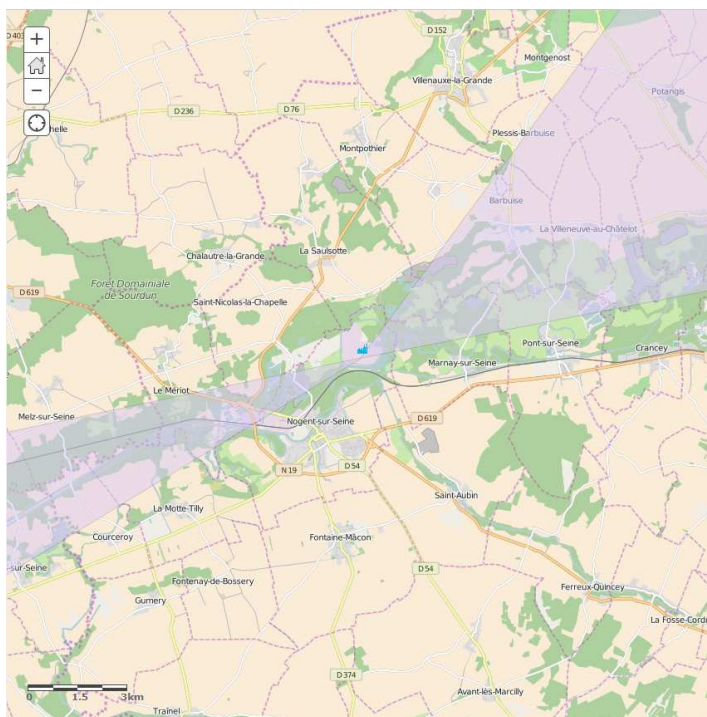 +
−
D 403
D 152
Montgenost
Villenauxe-la-Grande
Potangis
D 236
D 76
helle
Plessis-Barbuise
Montpothier
Barbuise
La Villeneuve-au-Châtelot
La Saulsotte
Chalautre-la-Grande
Forêt Domainiale
de Sourdun
D 619
Saint-Nicolas-la-Chapelle
Pont-sur-Seine
Crancey
Marnay-sur-Seine
Le Mériot
Melz-sur-Seine
Nogent-sur-Seine
D 619
N 19
D 54
Saint-Aubin
La Motte-Tilly
Courceroy
Fontaine-Mâcon
-sur-Seine
Fontenay-de-Bossery
D 54
Ferreux-Quincey
Gumery
La Fosse-Cordu
D 374
0 1.5 3km
Avant-lès-Marcilly
Traînel